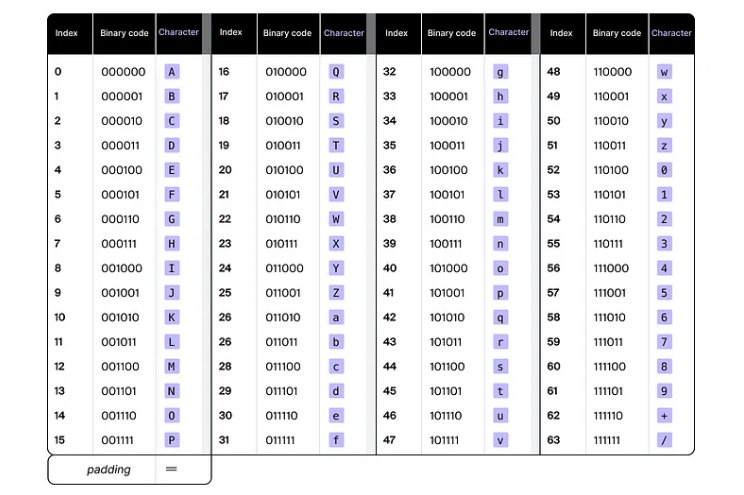 Index Binary code Character Index Binary code Character Index Binary code Character Index Binary code Character
0 000000 A 16 010000 Q 32 100000 g 48 110000 w
1 000001 B 17 010001 R 33 100001 h 49 110001 x
2 000010 C 18 010010 S 34 100010 i 50 110010 y
3 000011 D 19 010011 T 35 100011 j 51 110011 z
4 000100 E 20 010100 U 36 100100 k 52 110100 0
5 000101 F 21 010101 V 37 100101 l 53 110101 1
6 000110 G 22 010110 W 38 100110 m 54 110110 2
7 000111 H 23 010111 X 39 100111 n 55 110111 3
8 001000 I 24 011000 Y 40 101000 o 56 111000 4
9 001001 J 25 011001 Z 41 101001 p 57 111001 5
10 001010 K 26 011010 a 42 101010 q 58 111010 6
11 001011 L 26 011011 b 43 101011 r 59 111011 7
12 001100 M 28 011100 c 44 101100 s 60 111100 8
13 001101 N 29 011101 d 45 101101 t 61 111101 9
14 001110 O 30 011110 e 46 101110 u 62 111110 +
15 001111 P 31 011111 f 47 101111 v 63 111111 /
padding =